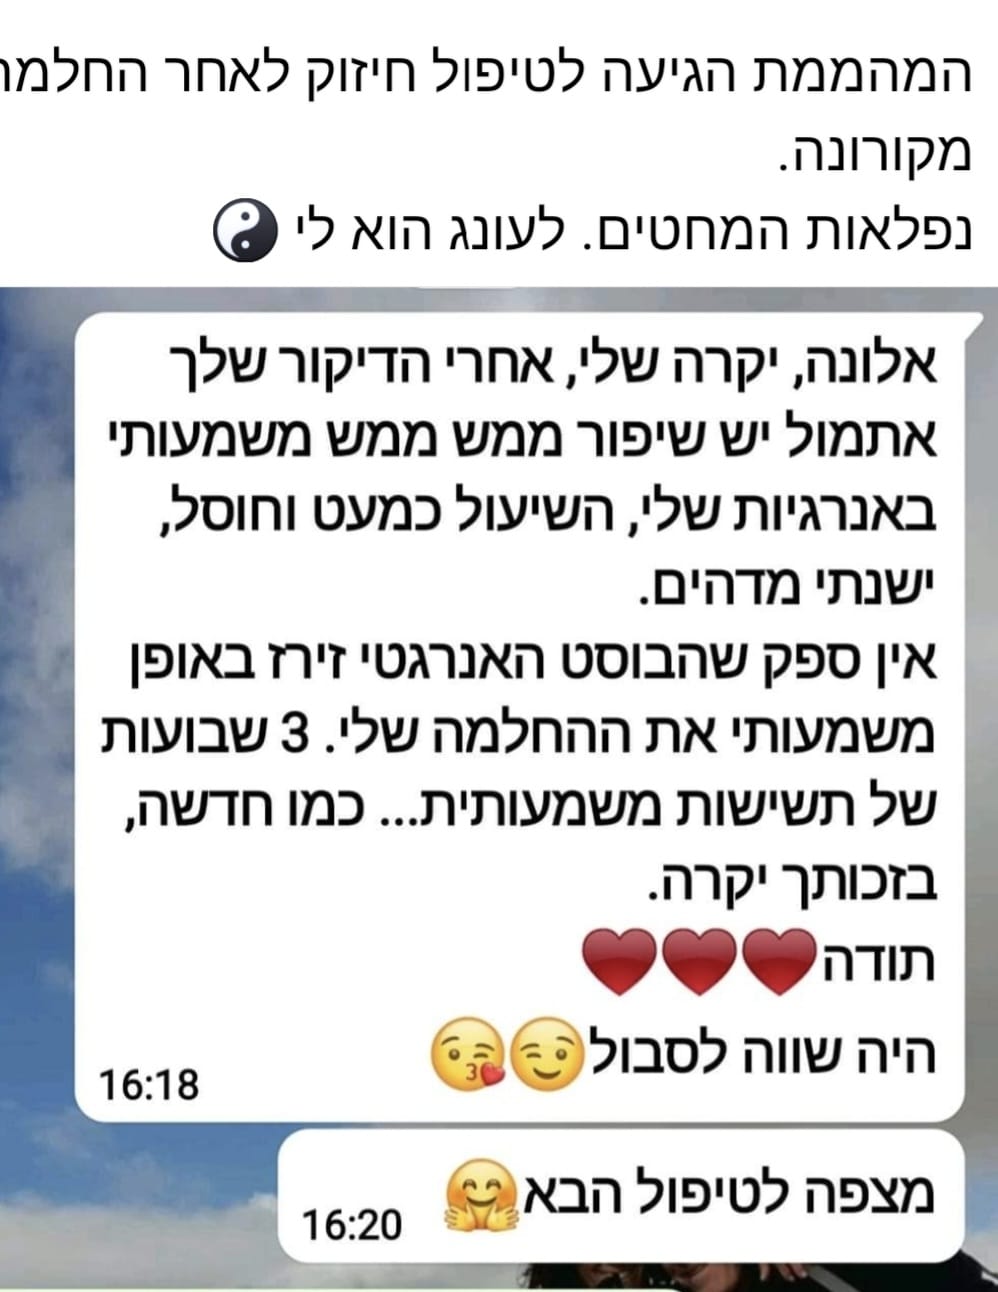 המהממת הגיעה לטיפול חיזוק לאחר
מקורונה.
נפלאות המחטים. לעונג הוא לי ☯
אלונה, יקרה שלי, אחרי הדיקור שלך
אתמול יש שיפור ממש ממש משמעותי
באנרגיות שלי, השיעול כמעט וחוסל,
ישנתי מדהים.
אין ספק שהבוסט האנרגטי זירז באופן
משמעותי את ההחלמה שלי. 3 שבועות
של תשישות משמעותית... כמו חדשה,
בזכותך יקרה.
תודה❤❤❤
היה שווה לסבול😉😘
16:18
מצפה לטיפול הבא🤗
16:20